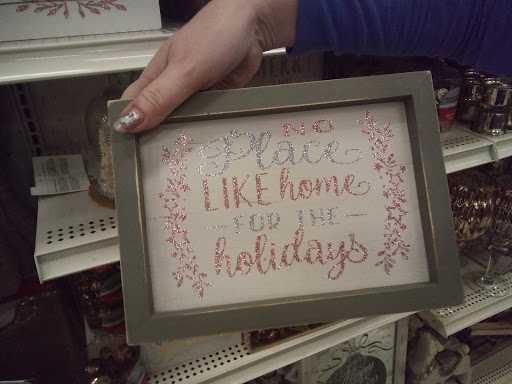 NO
Place
LIKE home
FOR THE
holidays